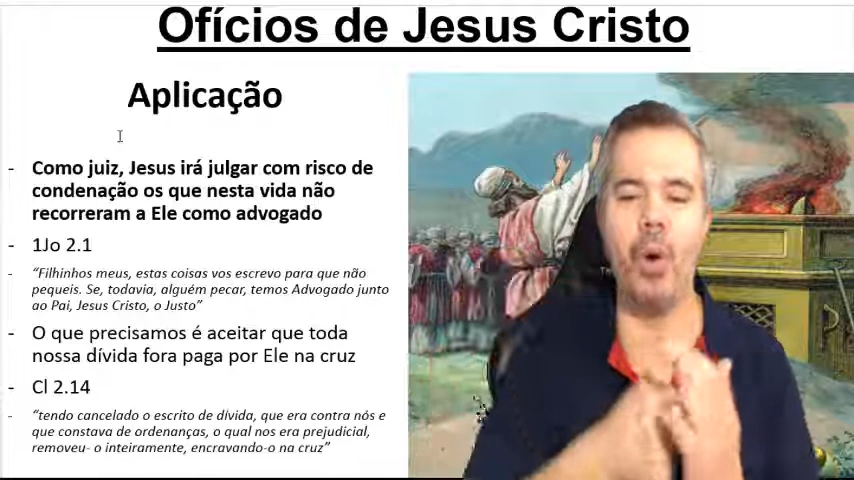 Ofícios de Jesus Cristo
Aplicação
- Como juiz, Jesus irá julgar com risco de
condenação os que nesta vida não
recorreram a Ele como advogado
- 1Jo 2.1
- “Filhinhos meus, estas coisas vos escrevo para que não
pequeis. Se, todavia, alguém pecar, temos Advogado junto
ao Pai, Jesus Cristo, o Justo”
- O que precisamos é aceitar que toda
nossa dívida fora paga por Ele na cruz
- Cl 2.14
- “tendo cancelado o escrito de dívida, que era contra nós e
que constava de ordenanças, o qual nos era prejudicial,
removeu- o inteiramente, encravando-o na cruz”